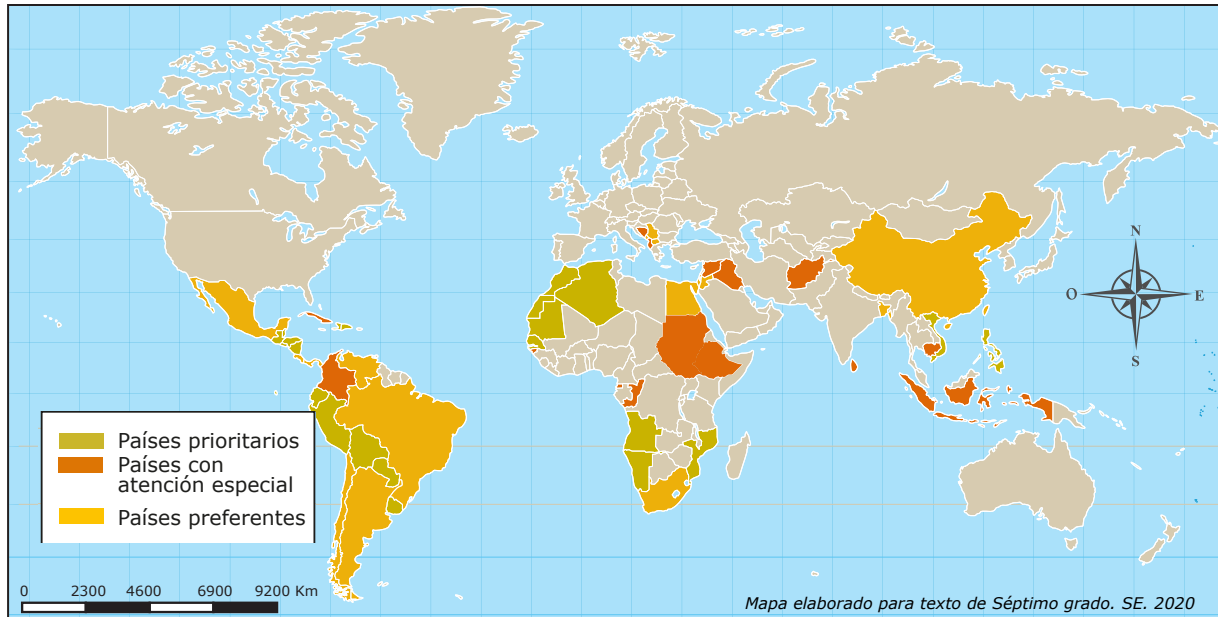 N
O
E
S
Países prioritarios
Países con
atención especial
Países preferentes
0 2300 4600 6900 9200 Km
Mapa elaborado para texto de Séptimo grado. SE. 2020